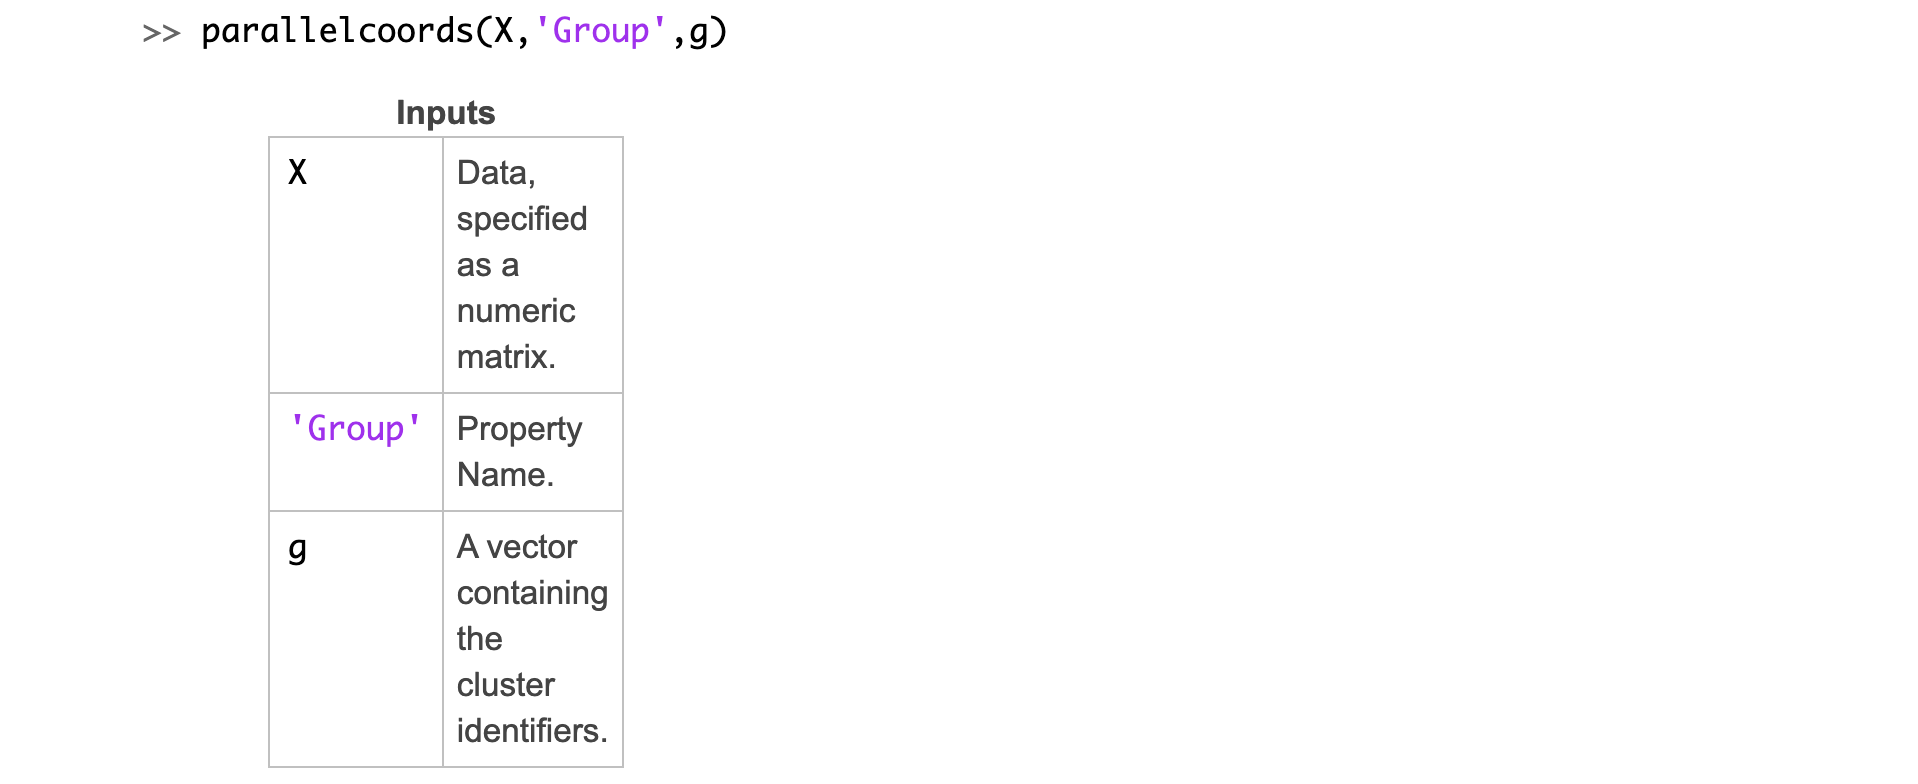 >> parallelcoords(X,'Group',g)
Inputs
X
Data,
specified
as a
numeric
matrix.
'Group'
Property
Name.
g
A vector
containing
the
cluster
identifiers.